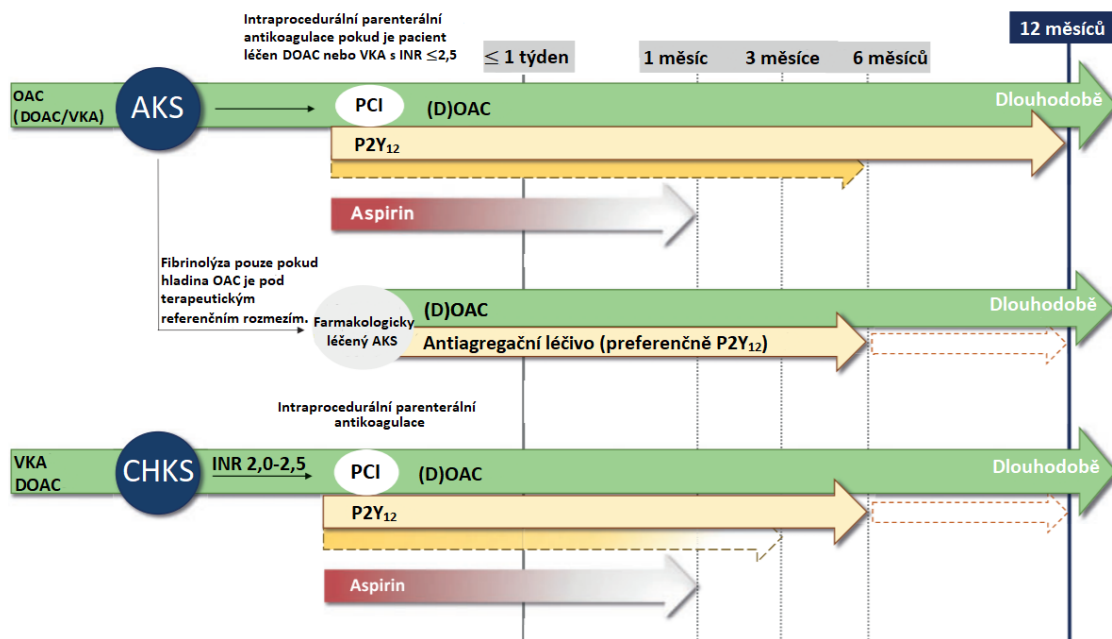 Intraprocedurální parenterální
antikoagulace pokud je pacient
léčen DOAC nebo VKA s INR ≤2,5
≤ 1 týden
1 měsíc
3 měsíce
6 měsíců
12 měsíců
OAC
(DOAC/VKA)
AKS
PCI
(D)OAC
Dlouhodobě
P2Y₁₂
Aspirin
Fibrinolýza pouze pokud
hladina OAC je pod
terapeutickým
referenčním rozmezím.
Farmakologicky
léčený AKS
(D)OAC
Dlouhodobě
Antiagregační léčivo (preferenčně P2Y₁₂)
Intraprocedurální parenterální
antikoagulace
VKA
DOAC
CHKS
INR 2,0-2,5
PCI
(D)OAC
Dlouhodobě
P2Y₁₂
Aspirin